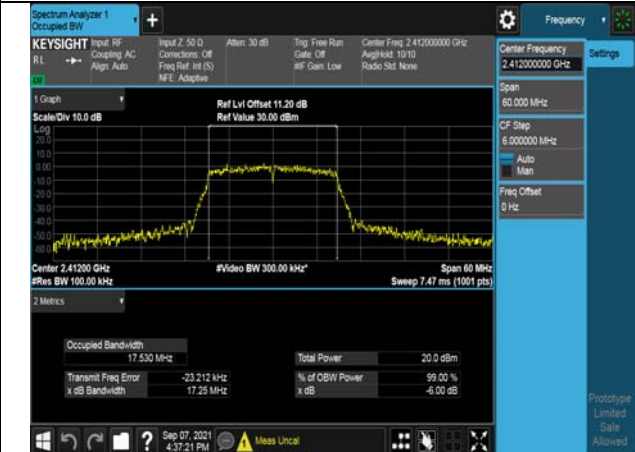 Spectrum Analyzer 1
Occupied BW
+
Frequency
KEYSIGHT
RL
Input: RF
Coupling: AC
Align: Auto
Input Z: 50 Ω
Corrections: Off
Freq Ref: Int (S)
NFE: Adaptive
Atten: 30 dB
Trig: Free Run
Gate: Off
#IF Gain: Low
Center Freq: 2.412000000 GHz
Avg|Hold: 10/10
Radio Std: None
Center Frequency
2.412000000 GHz
Settings
Span
60.000 MHz
CF Step
6.000000 MHz
Auto
Man
Freq Offset
0 Hz
1 Graph
Scale/Div 10.0 dB
Ref Lvl Offset 11.20 dB
Ref Value 30.00 dBm
Log
20.0
10.0
0.00
-10.0
-20.0
-30.0
-40.0
-50.0
-60.0
Center 2.41200 GHz
#Res BW 100.00 kHz
#Video BW 300.00 kHz*
Span 60 MHz
Sweep 7.47 ms (1001 pts)
2 Metrics
Occupied Bandwidth
17.530 MHz
Total Power 20.0 dBm
Transmit Freq Error -23.212 kHz
% of OBW Power 99.00 %
x dB Bandwidth 17.25 MHz
x dB -6.00 dB
Prototype
Limited
Sale
Allowed
?
Sep 07, 2021
4:37:21 PM
Meas Uncal